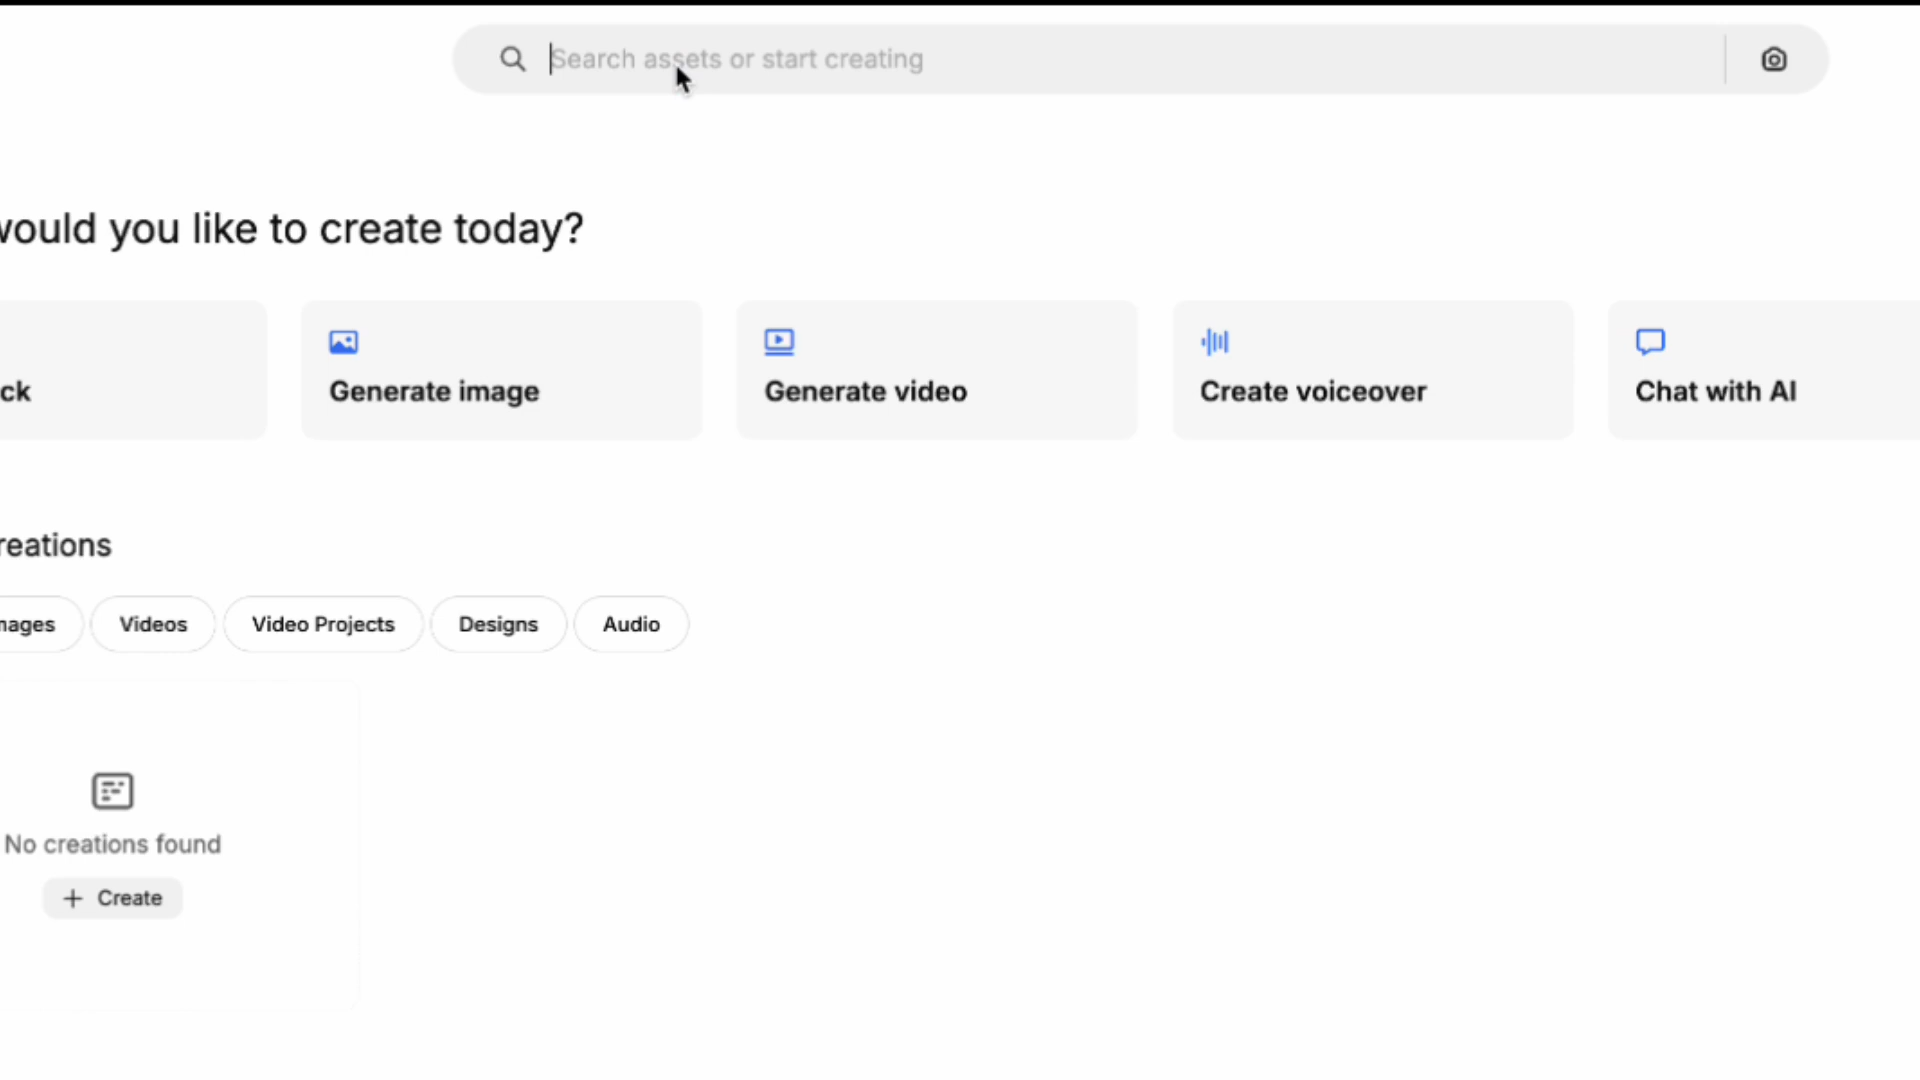 Search assets or start creating
would you like to create today?
ck
Generate image
Generate video
Create voiceover
Chat with AI
reations
mages
Videos
Video Projects
Designs
Audio
No creations found
+ Create